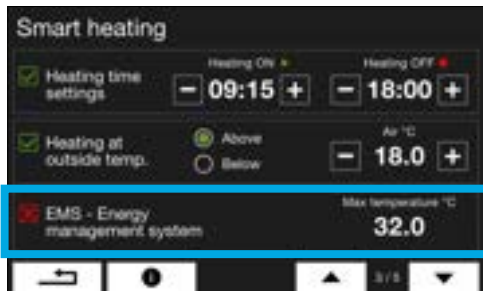 Smart heating
Heating ON Heating OFF
Heating time
settings
− 09:15 + − 18:00 +
Air °C
Heating at
outside temp.
Above
Below
− 18.0 +
Max temperature °C
EMS - Energy
management system
32.0
3/5